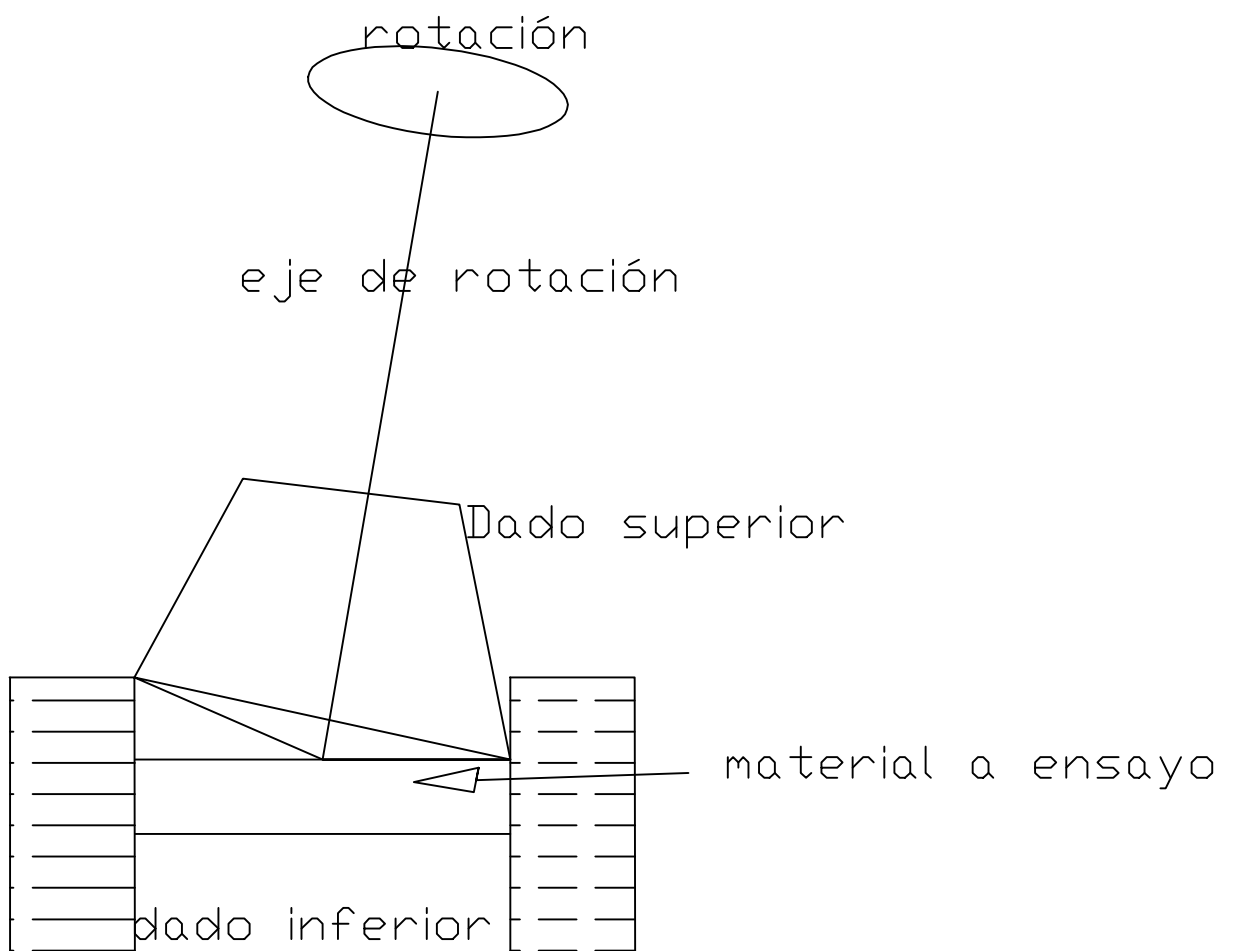 rotación
eje de rotación
Dado superior
material a ensayo
dado inferior